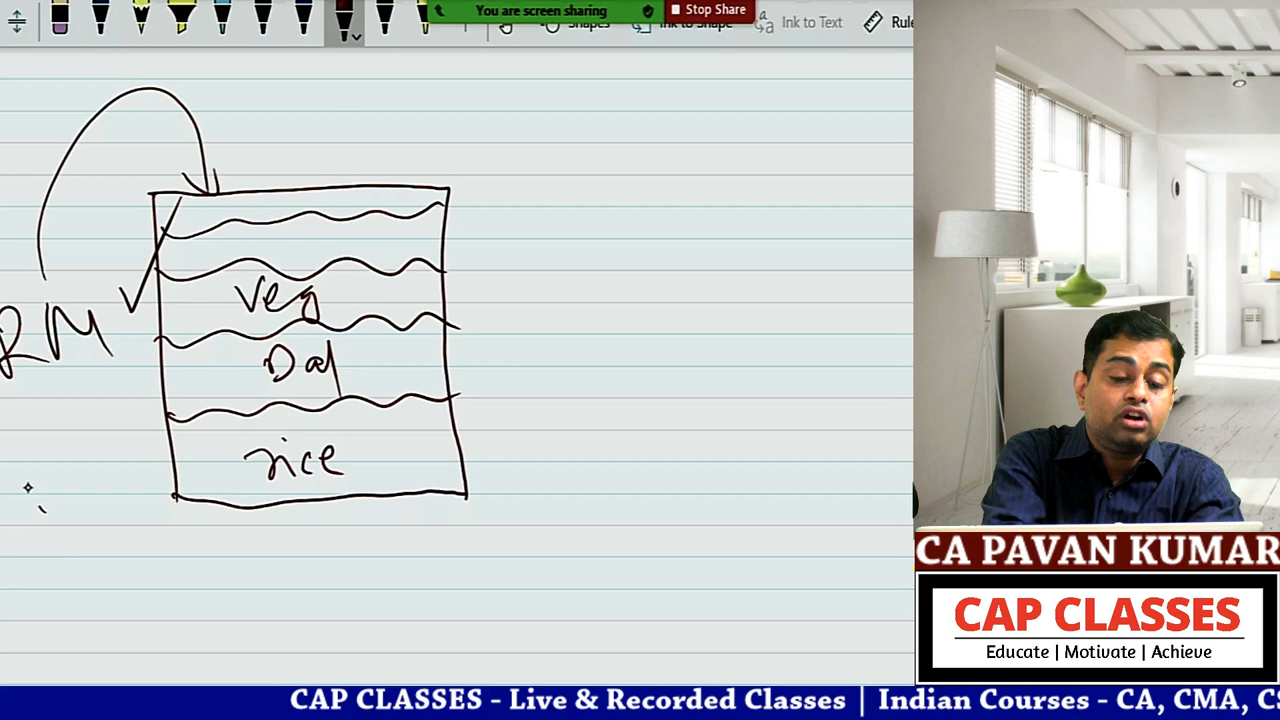 You are screen sharing
Stop Share
Shapes
Ink to Shape
Ink to Text
Rule
RM
Veg
Dal
rice
CA PAVAN KUMAR
CAP CLASSES
Educate | Motivate | Achieve
CAP CLASSES - Live & Recorded Classes | Indian Courses - CA, CMA, CS